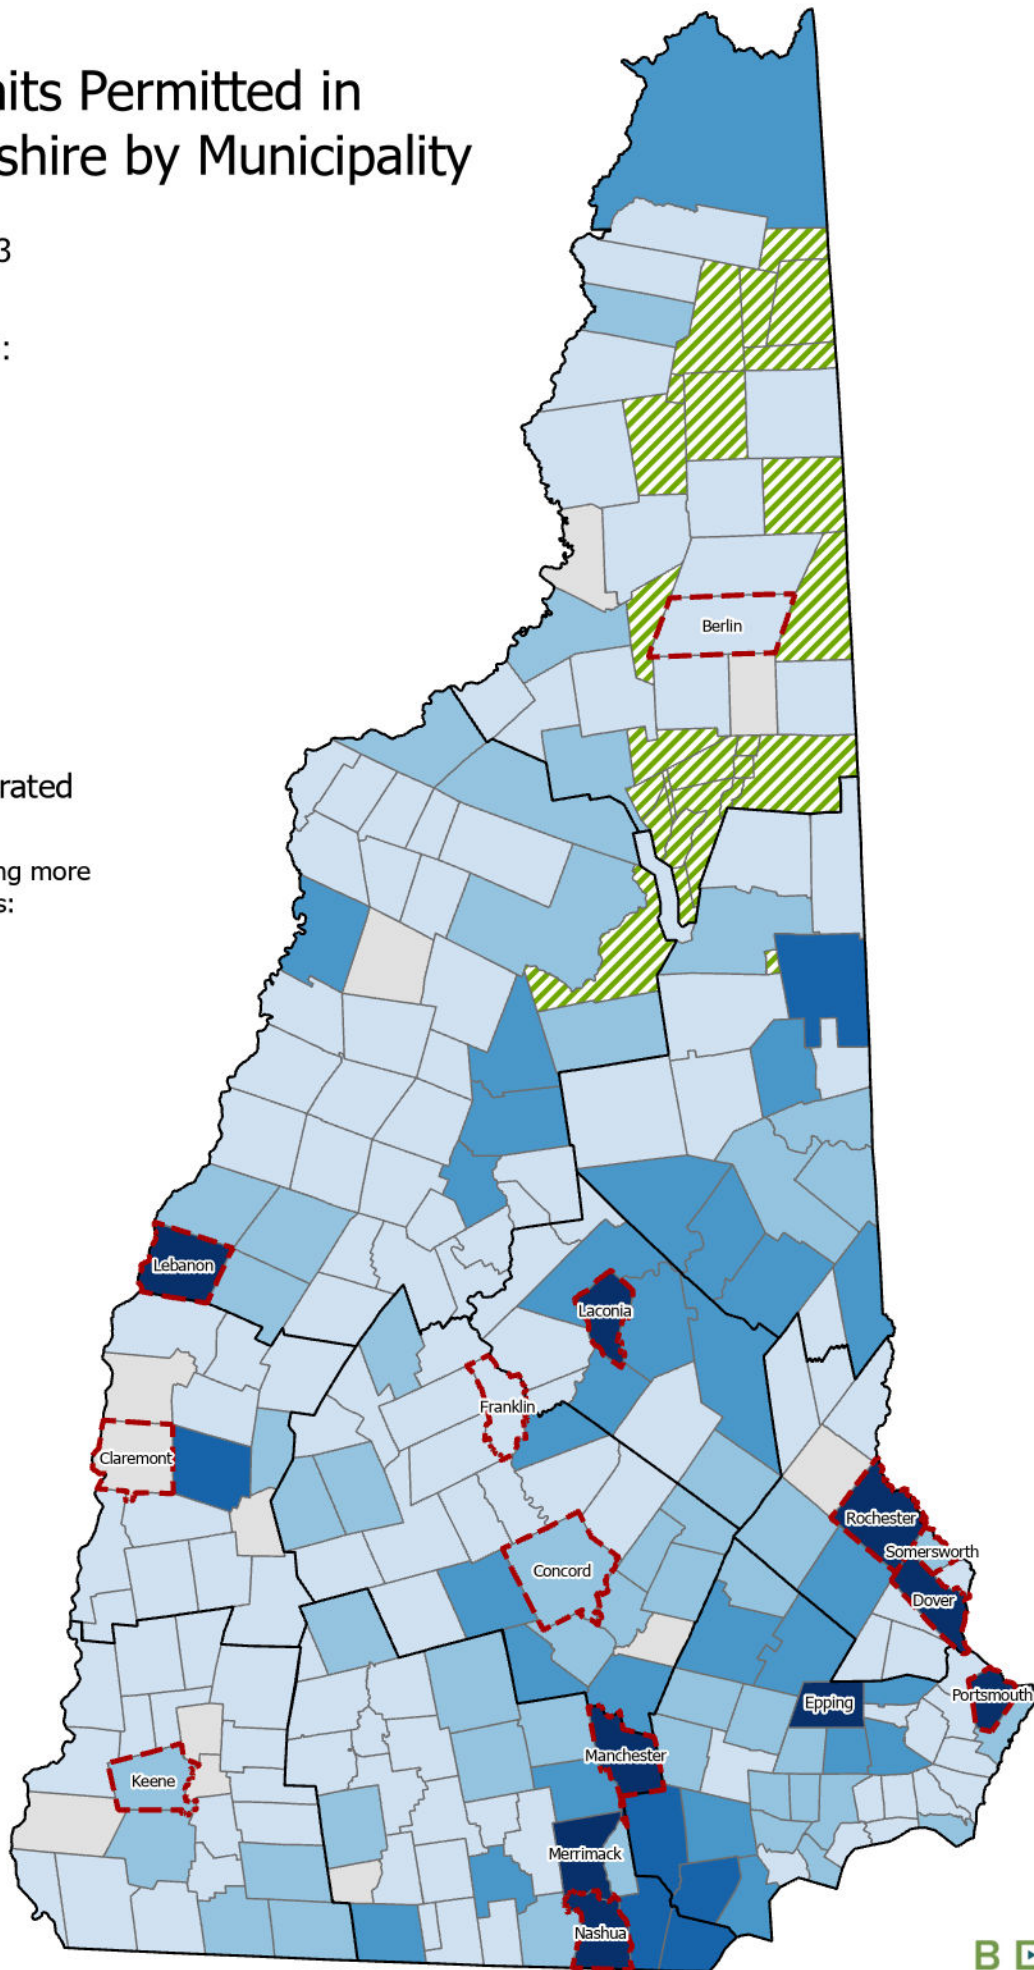 its Permitted in
shire by Municipality
3
:
rated
ng more
s:
Berlin
Lebanon
Laconia
Franklin
Claremont
Rochester
Somersworth
Concord
Dover
Portsmouth
Epping
Manchester
Keene
Merrimack
Nashua
B D